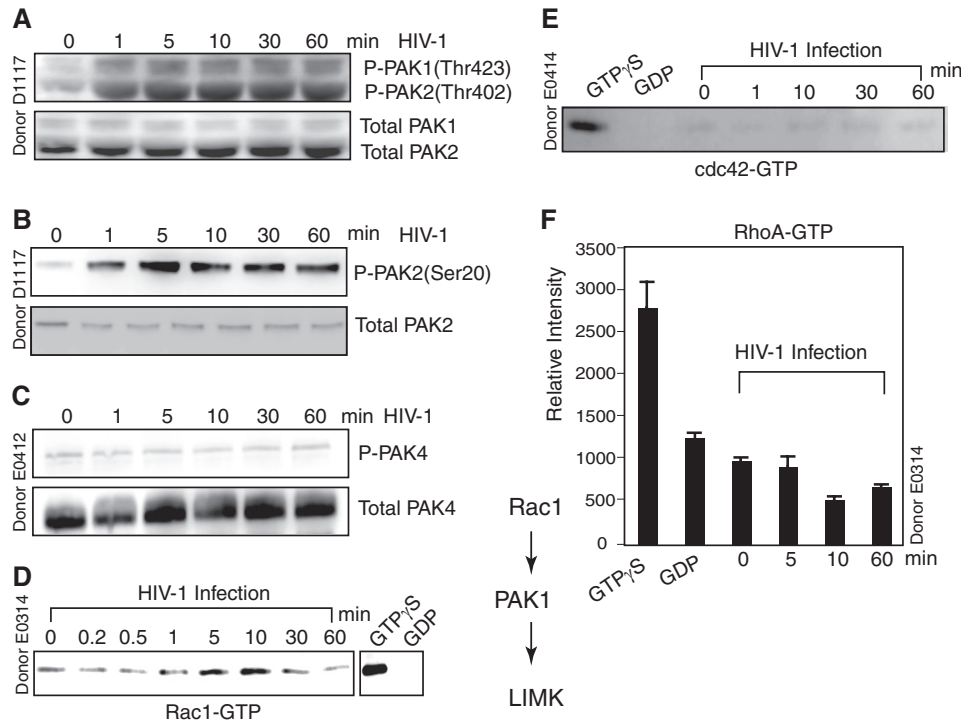 A
0 1 5 10 30 60 min HIV-1
Donor D1117
P-PAK1(Thr423)
P-PAK2(Thr402)
Total PAK1
Total PAK2
B
0 1 5 10 30 60 min HIV-1
Donor D1117
P-PAK2(Ser20)
Total PAK2
C
0 1 5 10 30 60 min HIV-1
Donor E0412
P-PAK4
Total PAK4
D
HIV-1 Infection
min
0 0.2 0.5 1 5 10 30 60
GTPγS
GDP
Donor E0314
Rac1-GTP
Rac1
PAK1
LIMK
E
GTPγS
GDP
HIV-1 Infection
min
0 1 10 30 60
Donor E0414
cdc42-GTP
F
RhoA-GTP
Relative Intensity
3500
3000
2500
2000
1500
1000
500
0
HIV-1 Infection
GTPγS
GDP
0 5 10 60 min
Donor E0314